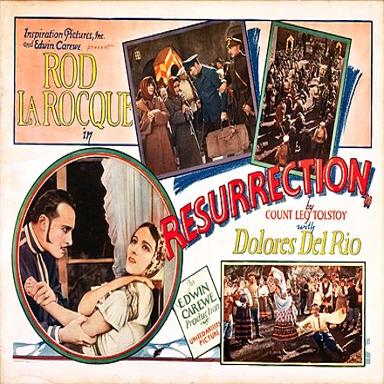 Inspiration Pictures, Inc.
and Edwin Carewe
present
ROD
LA ROCQUE
in
RESURRECTION
by
COUNT LEO TOLSTOY
with
Dolores Del Rio
An
EDWIN
CAREWE
Production
UNITED ARTISTS
PICTURE